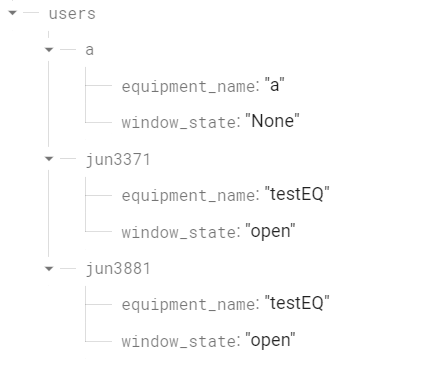 users
a
equipment_name: "a"
window_state: "None"
jun3371
equipment_name: "testEQ"
window_state: "open"
jun3881
equipment_name: "testEQ"
window_state: "open"